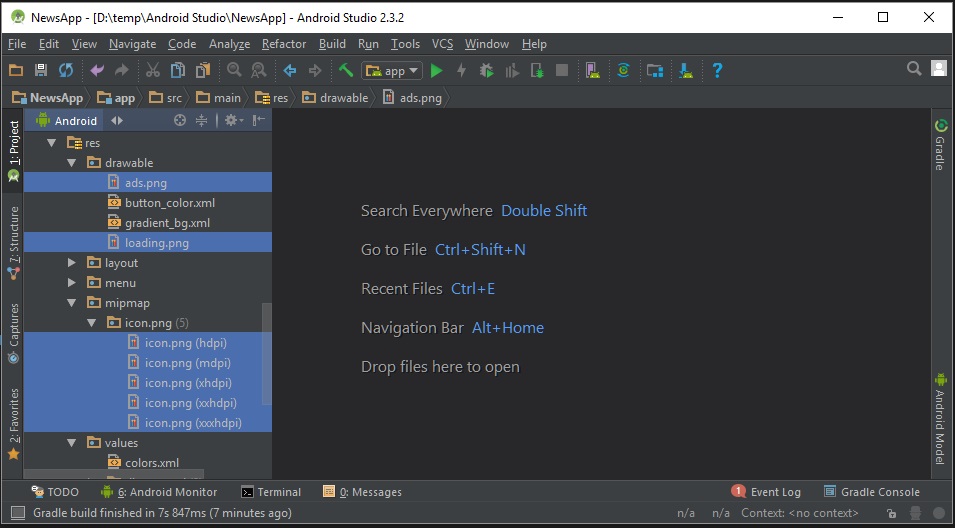 NewsApp - [D:\temp\Android Studio\NewsApp] - Android Studio 2.3.2
File Edit View Navigate Code Analyze Refactor Build Run Tools VCS Window Help
app
NewsApp app src main res drawable ads.png
Android
1: Project
7: Structure
Captures
2: Favorites
res
drawable
ads.png
button_color.xml
gradient_bg.xml
loading.png
layout
menu
mipmap
icon.png (5)
icon.png (hdpi)
icon.png (mdpi)
icon.png (xhdpi)
icon.png (xxhdpi)
icon.png (xxxhdpi)
values
colors.xml
Search Everywhere Double Shift
Go to File Ctrl+Shift+N
Recent Files Ctrl+E
Navigation Bar Alt+Home
Drop files here to open
Gradle
Android Model
TODO 6: Android Monitor Terminal 0: Messages 1 Event Log Gradle Console
Gradle build finished in 7s 847ms (7 minutes ago) n/a n/a Context: <no context>